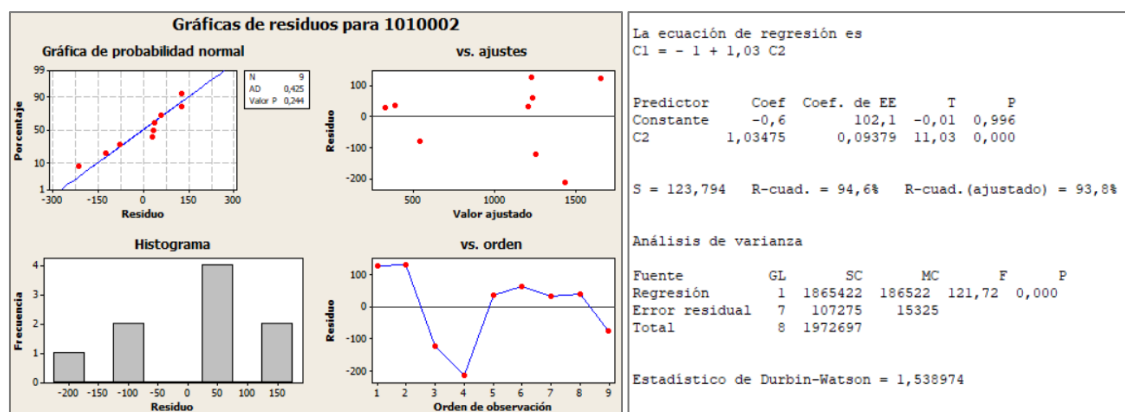 Gráficas de residuos para 1010002
Gráfica de probabilidad normal
99
90
50
10
1
Porcentaje
-300 -150 0 150 300
Residuo
N 9
AD 0,425
Valor P 0,244
vs. ajustes
100
0
-100
-200
Residuo
500 1000 1500
Valor ajustado
Histograma
4
3
2
1
0
Frecuencia
-200 -150 -100 -50 0 50 100 150
Residuo
vs. orden
100
0
-100
-200
Residuo
1 2 3 4 5 6 7 8 9
Orden de observación
La ecuación de regresión es
C1 = - 1 + 1,03 C2
Predictor Coef Coef. de EE T P
Constante -0,6 102,1 -0,01 0,996
C2 1,03475 0,09379 11,03 0,000
S = 123,794 R-cuad. = 94,6% R-cuad.(ajustado) = 93,8%
Análisis de varianza
Fuente GL SC MC F P
Regresión 1 1865422 186522 121,72 0,000
Error residual 7 107275 15325
Total 8 1972697
Estadístico de Durbin-Watson = 1,538974